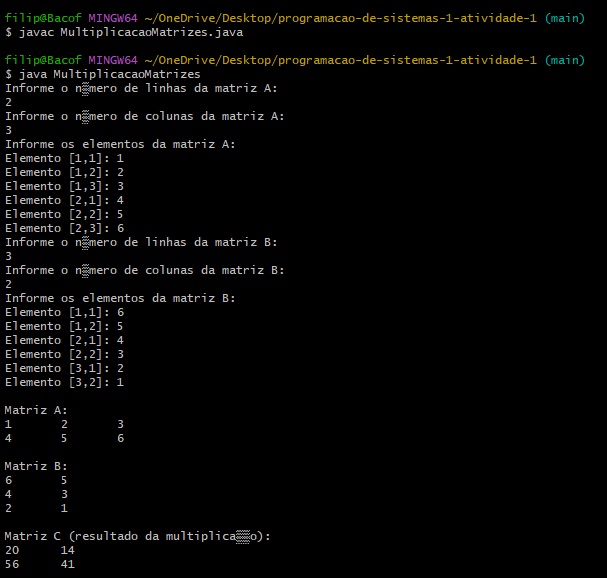 filip@Bacof MINGW64 ~/OneDrive/Desktop/programacao-de-sistemas-1-atividade-1 (main)
$ javac MultiplicacaoMatrizes.java
filip@Bacof MINGW64 ~/OneDrive/Desktop/programacao-de-sistemas-1-atividade-1 (main)
$ java MultiplicacaoMatrizes
Informe o n▒mero de linhas da matriz A:
2
Informe o n▒mero de colunas da matriz A:
3
Informe os elementos da matriz A:
Elemento [1,1]: 1
Elemento [1,2]: 2
Elemento [1,3]: 3
Elemento [2,1]: 4
Elemento [2,2]: 5
Elemento [2,3]: 6
Informe o n▒mero de linhas da matriz B:
3
Informe o n▒mero de colunas da matriz B:
2
Informe os elementos da matriz B:
Elemento [1,1]: 6
Elemento [1,2]: 5
Elemento [2,1]: 4
Elemento [2,2]: 3
Elemento [3,1]: 2
Elemento [3,2]: 1
Matriz A:
1 2 3
4 5 6
Matriz B:
6 5
4 3
2 1
Matriz C (resultado da multiplica▒▒o):
20 14
56 41